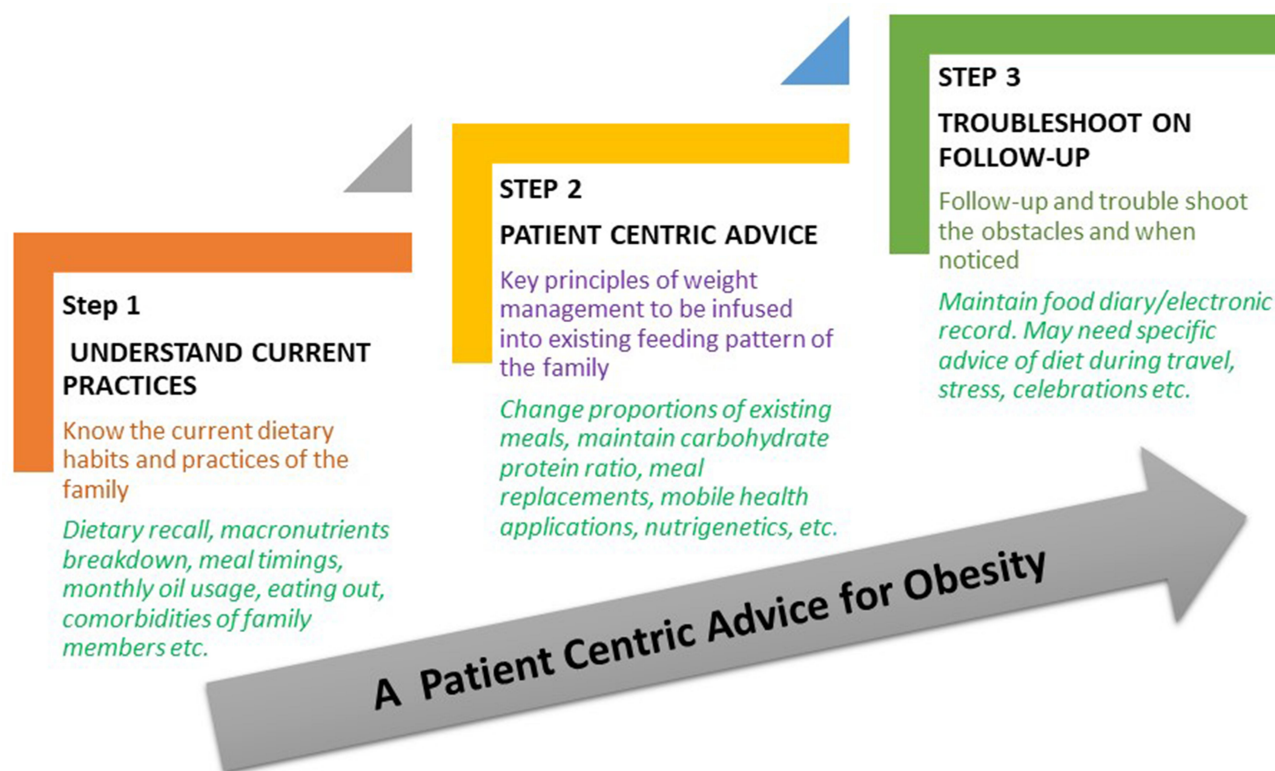 Step 1
UNDERSTAND CURRENT
PRACTICES
Know the current dietary
habits and practices of the
family
Dietary recall, macronutrients
breakdown, meal timings,
monthly oil usage, eating out,
comorbidities of family
members etc.
STEP 2
PATIENT CENTRIC ADVICE
Key principles of weight
management to be infused
into existing feeding pattern of
the family
Change proportions of existing
meals, maintain carbohydrate
protein ratio, meal
replacements, mobile health
applications, nutrigenetics, etc.
STEP 3
TROUBLESHOOT ON
FOLLOW-UP
Follow-up and trouble shoot
the obstacles and when
noticed
Maintain food diary/electronic
record. May need specific
advice of diet during travel,
stress, celebrations etc.
A Patient Centric Advice for Obesity